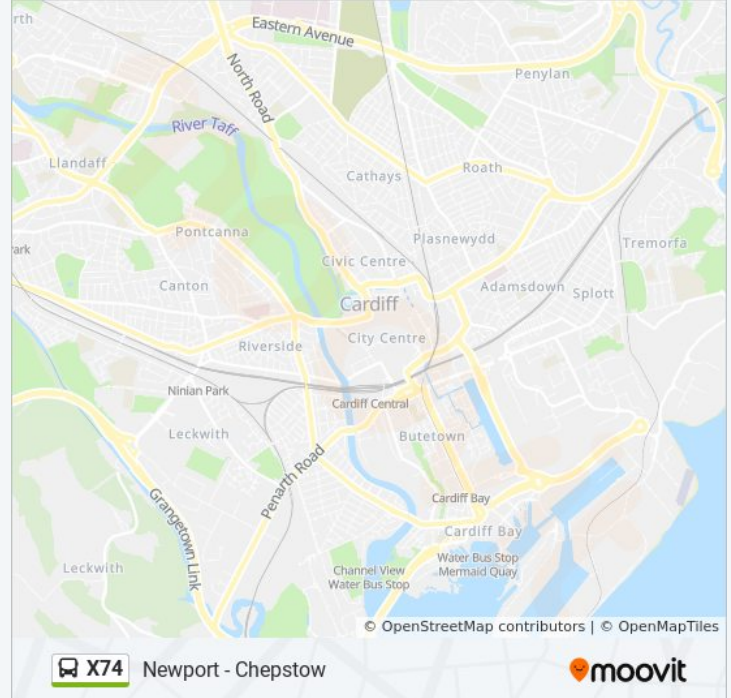 rth
Eastern Avenue
North Road
Penylan
River Taff
Llandaff
Cathays
Roath
Pontcanna
Plasnewydd
Tremorfa
ark
Civic Centre
Canton
Adamsdown
Splott
Cardiff
City Centre
Riverside
Ninian Park
Cardiff Central
Leckwith
Butetown
Penarth Road
Grangetown Link
Cardiff Bay
Cardiff Bay
Water Bus Stop
Mermaid Quay
Channel View
Water Bus Stop
Leckwith
© OpenStreetMap contributors | © OpenMapTiles
X74 Newport - Chepstow
moovit